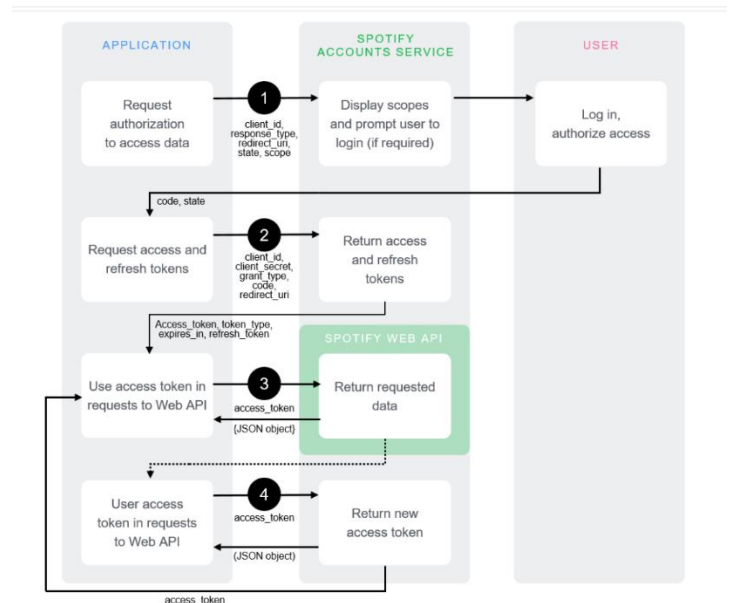 APPLICATION
SPOTIFY
ACCOUNTS SERVICE
USER
Request
authorization
to access data
1
client_id,
response_type,
redirect_uri,
state, scope
Display scopes
and prompt user to
login (if required)
Log in,
authorize access
code, state
Request access and
refresh tokens
2
client_id,
client_secret,
grant_type,
code,
redirect_uri
Return access
and refresh
tokens
Access_token, token_type,
expires_in, refresh_token
SPOTIFY WEB API
Use access token in
requests to Web API
3
access_token
{JSON object}
Return requested
data
User access
token in requests
to Web API
4
access_token
(JSON object)
Return new
access token
access_token